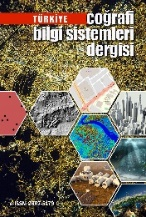 TÜRKİYE
coğrafi
bilgi sistemleri
dergisi